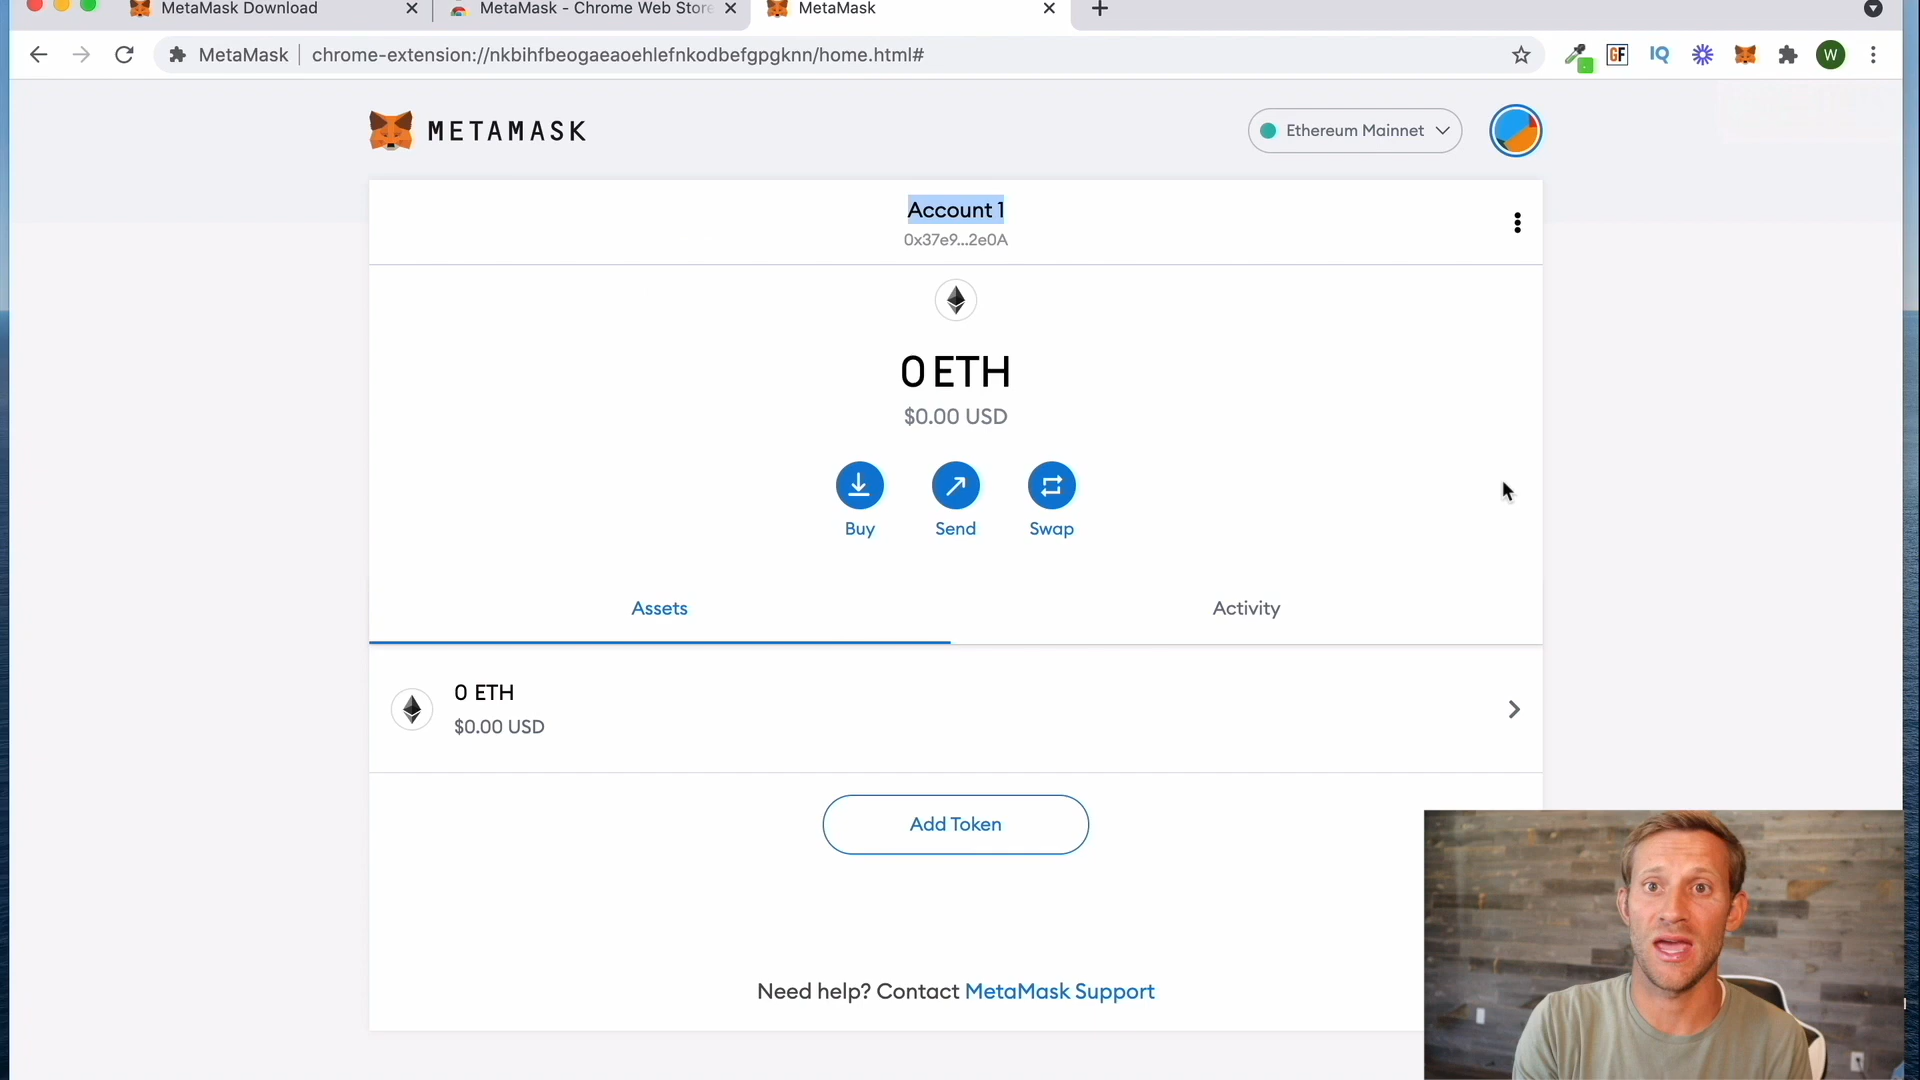 MetaMask Download
MetaMask - Chrome Web Store
MetaMask
MetaMask
chrome-extension://nkbihfbeogaeaoehlefnkodbefgpgknn/home.html#
GF
IQ
W
METAMASK
Ethereum Mainnet
Account 1
0x37e9...2e0A
0 ETH
$0.00 USD
Buy
Send
Swap
Assets
Activity
0 ETH
$0.00 USD
Add Token
Need help? Contact MetaMask Support